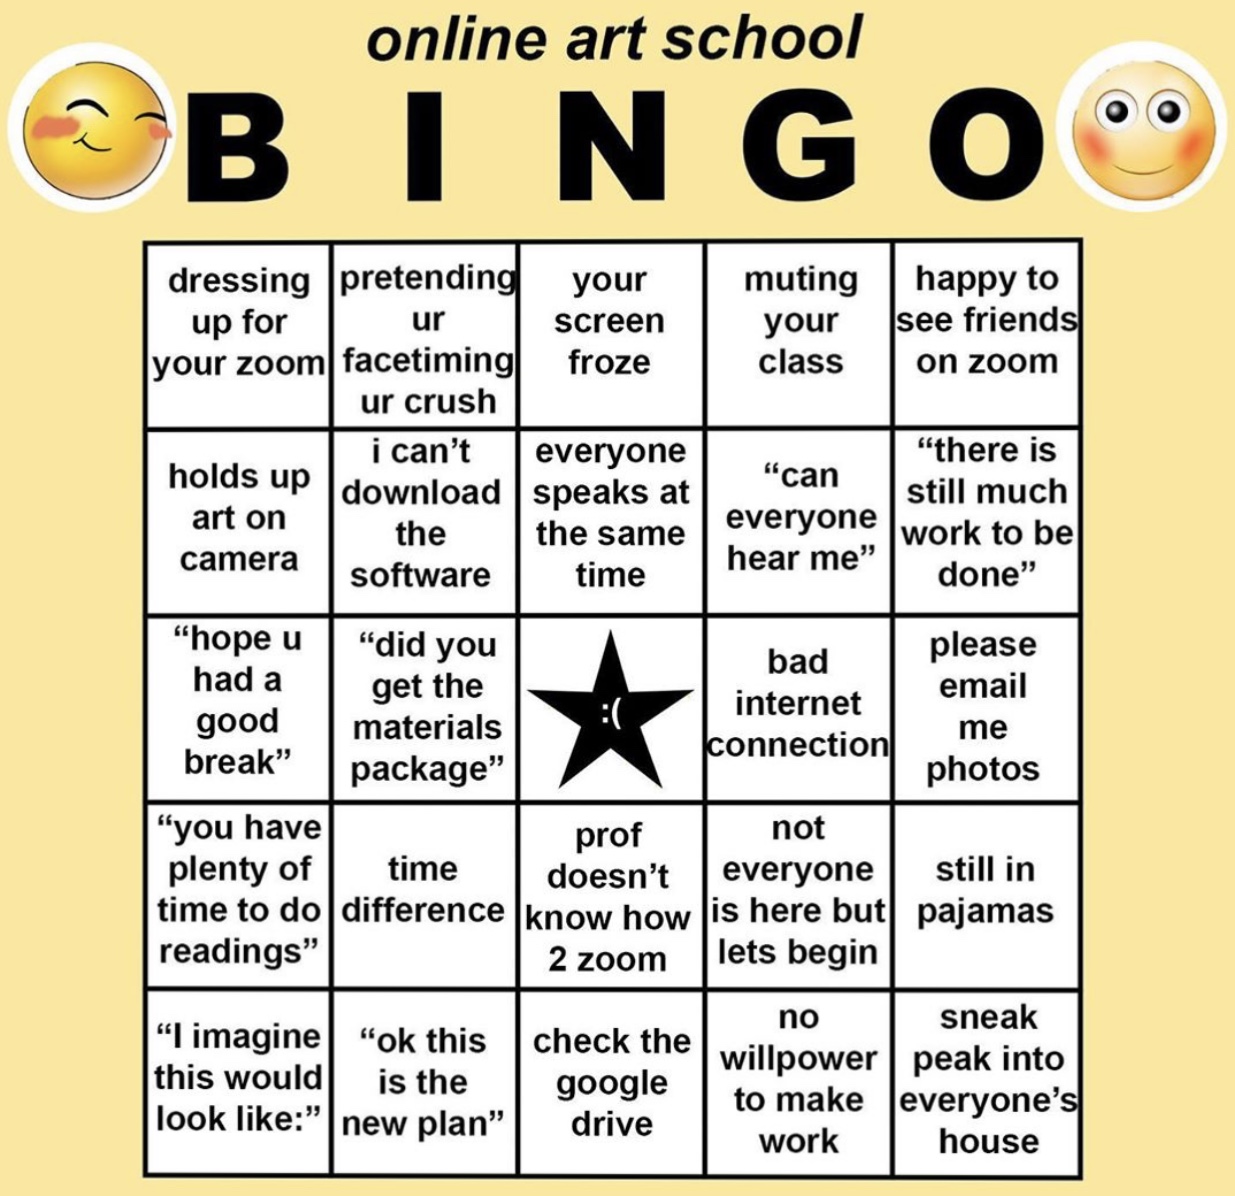 online art school
B I N G O
dressing
up for
your zoom
pretending
ur
facetiming
ur crush
your
screen
froze
muting
your
class
happy to
see friends
on zoom
holds up
art on
camera
i can’t
download
the
software
everyone
speaks at
the same
time
“can
everyone
hear me”
“there is
still much
work to be
done”
“hope u
had a
good
break”
“did you
get the
materials
package”
:(
bad
internet
connection
please
email
me
photos
“you have
plenty of
time to do
readings”
time
difference
prof
doesn’t
know how
2 zoom
not
everyone
is here but
lets begin
still in
pajamas
“I imagine
this would
look like:”
“ok this
is the
new plan”
check the
google
drive
no
willpower
to make
work
sneak
peak into
everyone’s
house